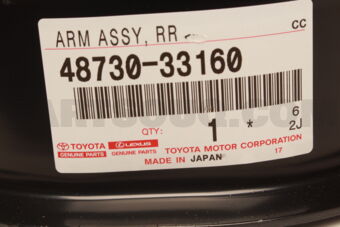 CC
ARM ASSY, RR
48730-33160
6
QTY: 1 * 2J
TOYOTA LEXUS TOYOTA MOTOR CORPORATION
GENUINE PARTS GENUINE PARTS 17
MADE IN JAPAN